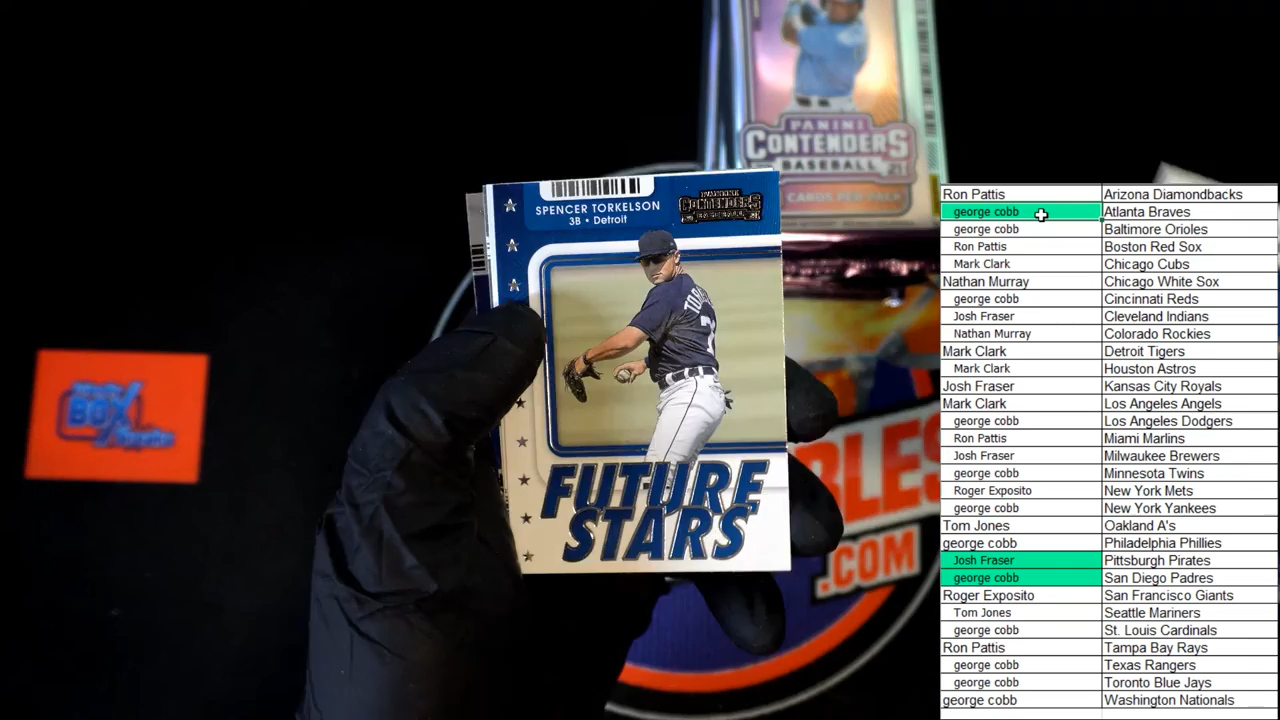 PANINI
CONTENDERS
BASEBALL
21
CARDS PER PACK
SPENCER TORKELSON
3B • Detroit
PANINI
CONTENDERS
BASEBALL
FUTURE
STARS
BOX
BLES
.COM
Ron Pattis Arizona Diamondbacks
george cobb Atlanta Braves
george cobb Baltimore Orioles
Ron Pattis Boston Red Sox
Mark Clark Chicago Cubs
Nathan Murray Chicago White Sox
george cobb Cincinnati Reds
Josh Fraser Cleveland Indians
Nathan Murray Colorado Rockies
Mark Clark Detroit Tigers
Mark Clark Houston Astros
Josh Fraser Kansas City Royals
Mark Clark Los Angeles Angels
george cobb Los Angeles Dodgers
Ron Pattis Miami Marlins
Josh Fraser Milwaukee Brewers
george cobb Minnesota Twins
Roger Exposito New York Mets
george cobb New York Yankees
Tom Jones Oakland A's
george cobb Philadelphia Phillies
Josh Fraser Pittsburgh Pirates
george cobb San Diego Padres
Roger Exposito San Francisco Giants
Tom Jones Seattle Mariners
george cobb St. Louis Cardinals
Ron Pattis Tampa Bay Rays
george cobb Texas Rangers
george cobb Toronto Blue Jays
george cobb Washington Nationals